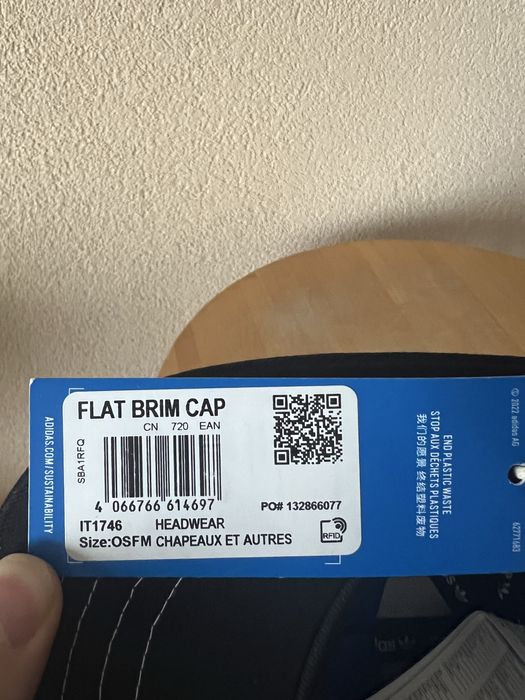 FLAT BRIM CAP
CN 720 EAN
SBA1RFQ
4 066766 614697
PO# 132866077
IT1746 HEADWEAR
Size:OSFM CHAPEAUX ET AUTRES
RFID
ADIDAS.COM/SUSTAINABILITY
END PLASTIC WASTE
STOP AUX DÉCHETS PLASTIQUES
我们的愿景 终结塑料废物
© 2022 adidas AG
62771683